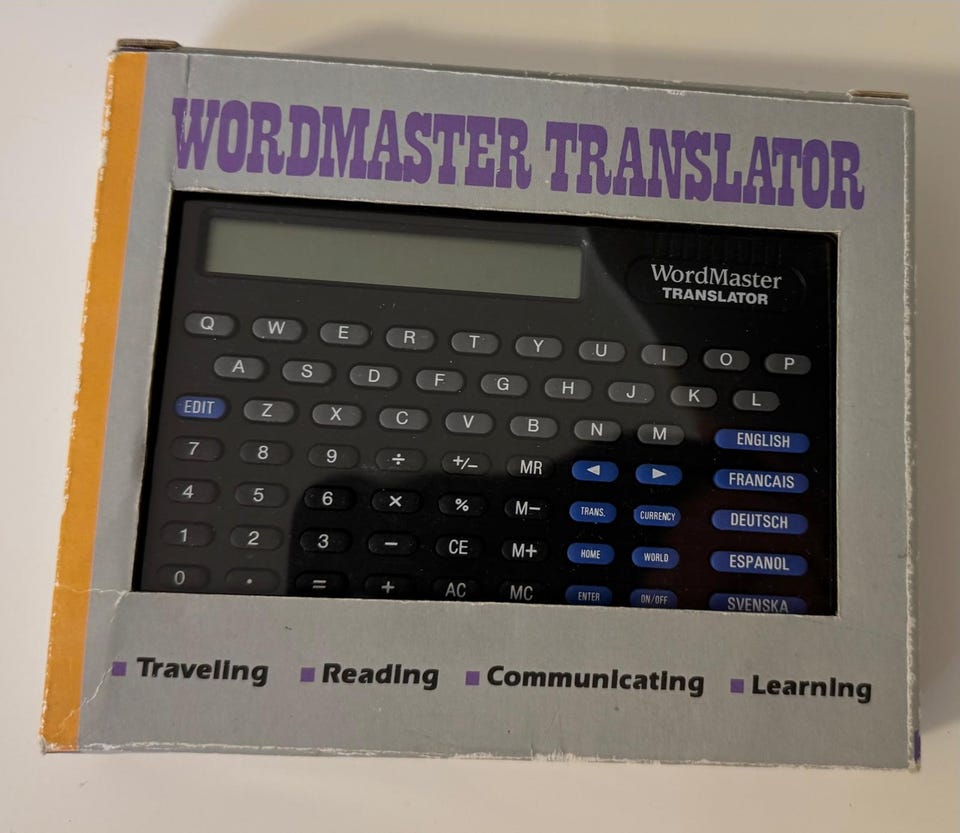 WORDMASTER TRANSLATOR
WordMaster
TRANSLATOR
Q W E R T Y U I O P
A S D F G H J K L
EDIT Z X C V B N M ENGLISH
7 8 9 ÷ +/− MR ◄ ► FRANCAIS
4 5 6 × % M− TRANS. CURRENCY DEUTSCH
1 2 3 − CE M+ HOME WORLD ESPANOL
0 . = + AC MC ENTER ON/OFF SVENSKA
■ Traveling ■ Reading ■ Communicating ■ Learning